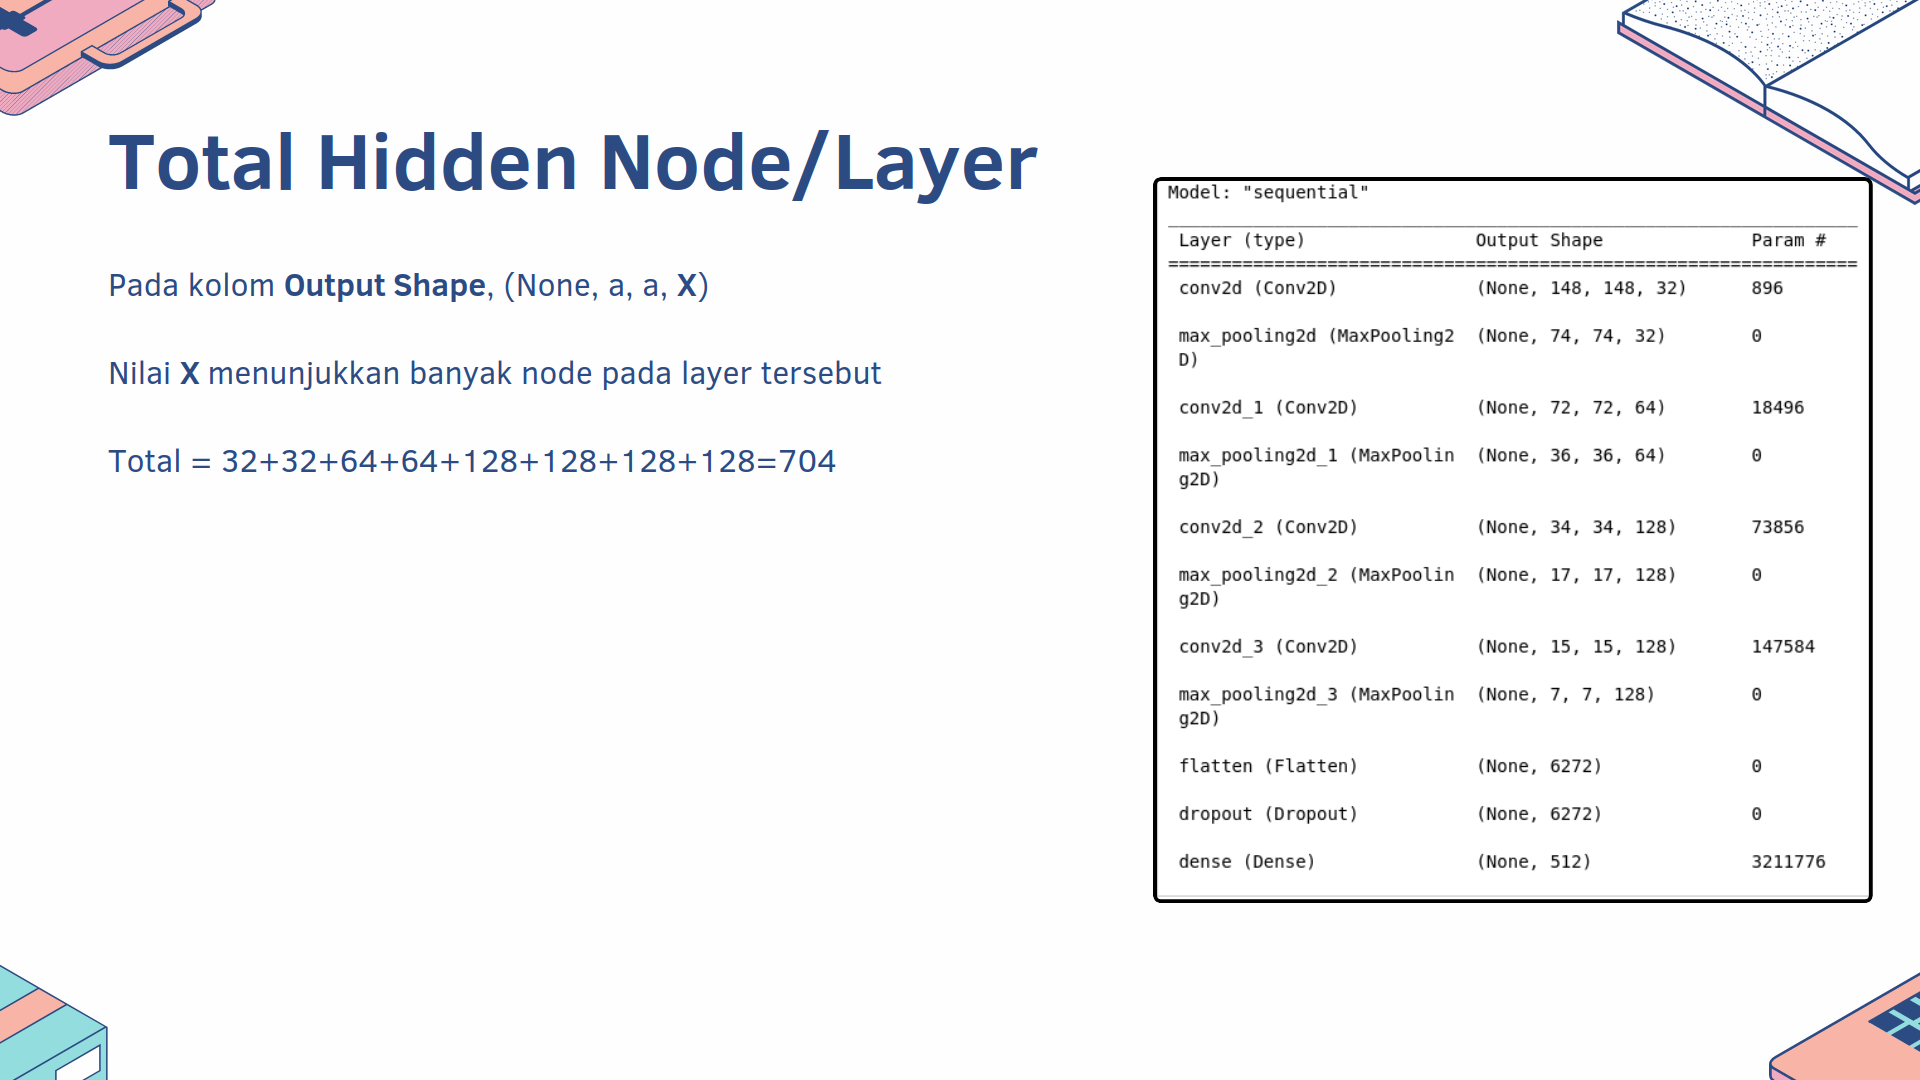 Total Hidden Node/Layer
Pada kolom Output Shape, (None, a, a, X)
Nilai X menunjukkan banyak node pada layer tersebut
Total = 32+32+64+64+128+128+128+128=704
Model: "sequential"
Layer (type) Output Shape Param #
=================================================================
conv2d (Conv2D) (None, 148, 148, 32) 896
max_pooling2d (MaxPooling2 (None, 74, 74, 32) 0
D)
conv2d_1 (Conv2D) (None, 72, 72, 64) 18496
max_pooling2d_1 (MaxPoolin (None, 36, 36, 64) 0
g2D)
conv2d_2 (Conv2D) (None, 34, 34, 128) 73856
max_pooling2d_2 (MaxPoolin (None, 17, 17, 128) 0
g2D)
conv2d_3 (Conv2D) (None, 15, 15, 128) 147584
max_pooling2d_3 (MaxPoolin (None, 7, 7, 128) 0
g2D)
flatten (Flatten) (None, 6272) 0
dropout (Dropout) (None, 6272) 0
dense (Dense) (None, 512) 3211776